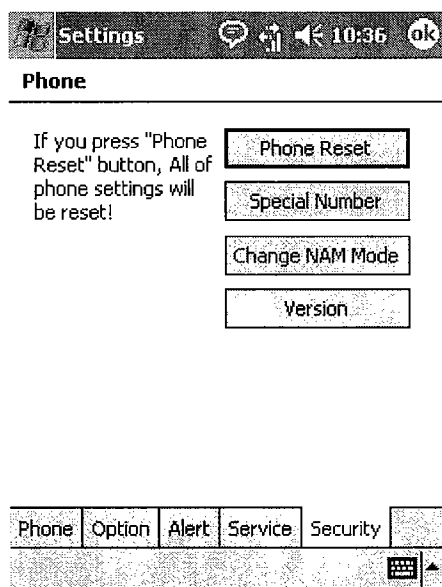 Settings 10:36 ok
Phone
If you press "Phone
Reset" button, All of
phone settings will
be reset!
Phone Reset
Special Number
Change NAM Mode
Version
Phone Option Alert Service Security